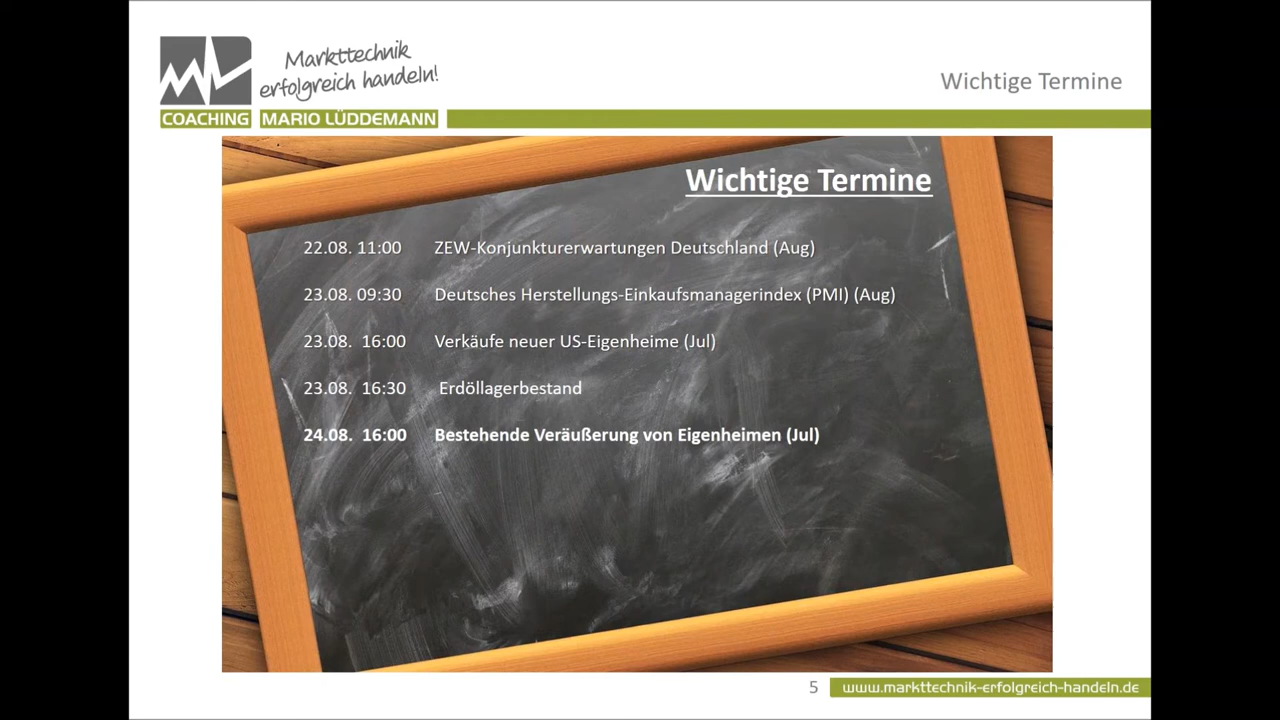 Markttechnik
erfolgreich handeln!
COACHING MARIO LÜDDEMANN
Wichtige Termine
Wichtige Termine
22.08. 11:00 ZEW-Konjunkturerwartungen Deutschland (Aug)
23.08. 09:30 Deutsches Herstellungs-Einkaufsmanagerindex (PMI) (Aug)
23.08. 16:00 Verkäufe neuer US-Eigenheime (Jul)
23.08. 16:30 Erdöllagerbestand
24.08. 16:00 Bestehende Veräußerung von Eigenheimen (Jul)
5 www.markttechnik-erfolgreich-handeln.de